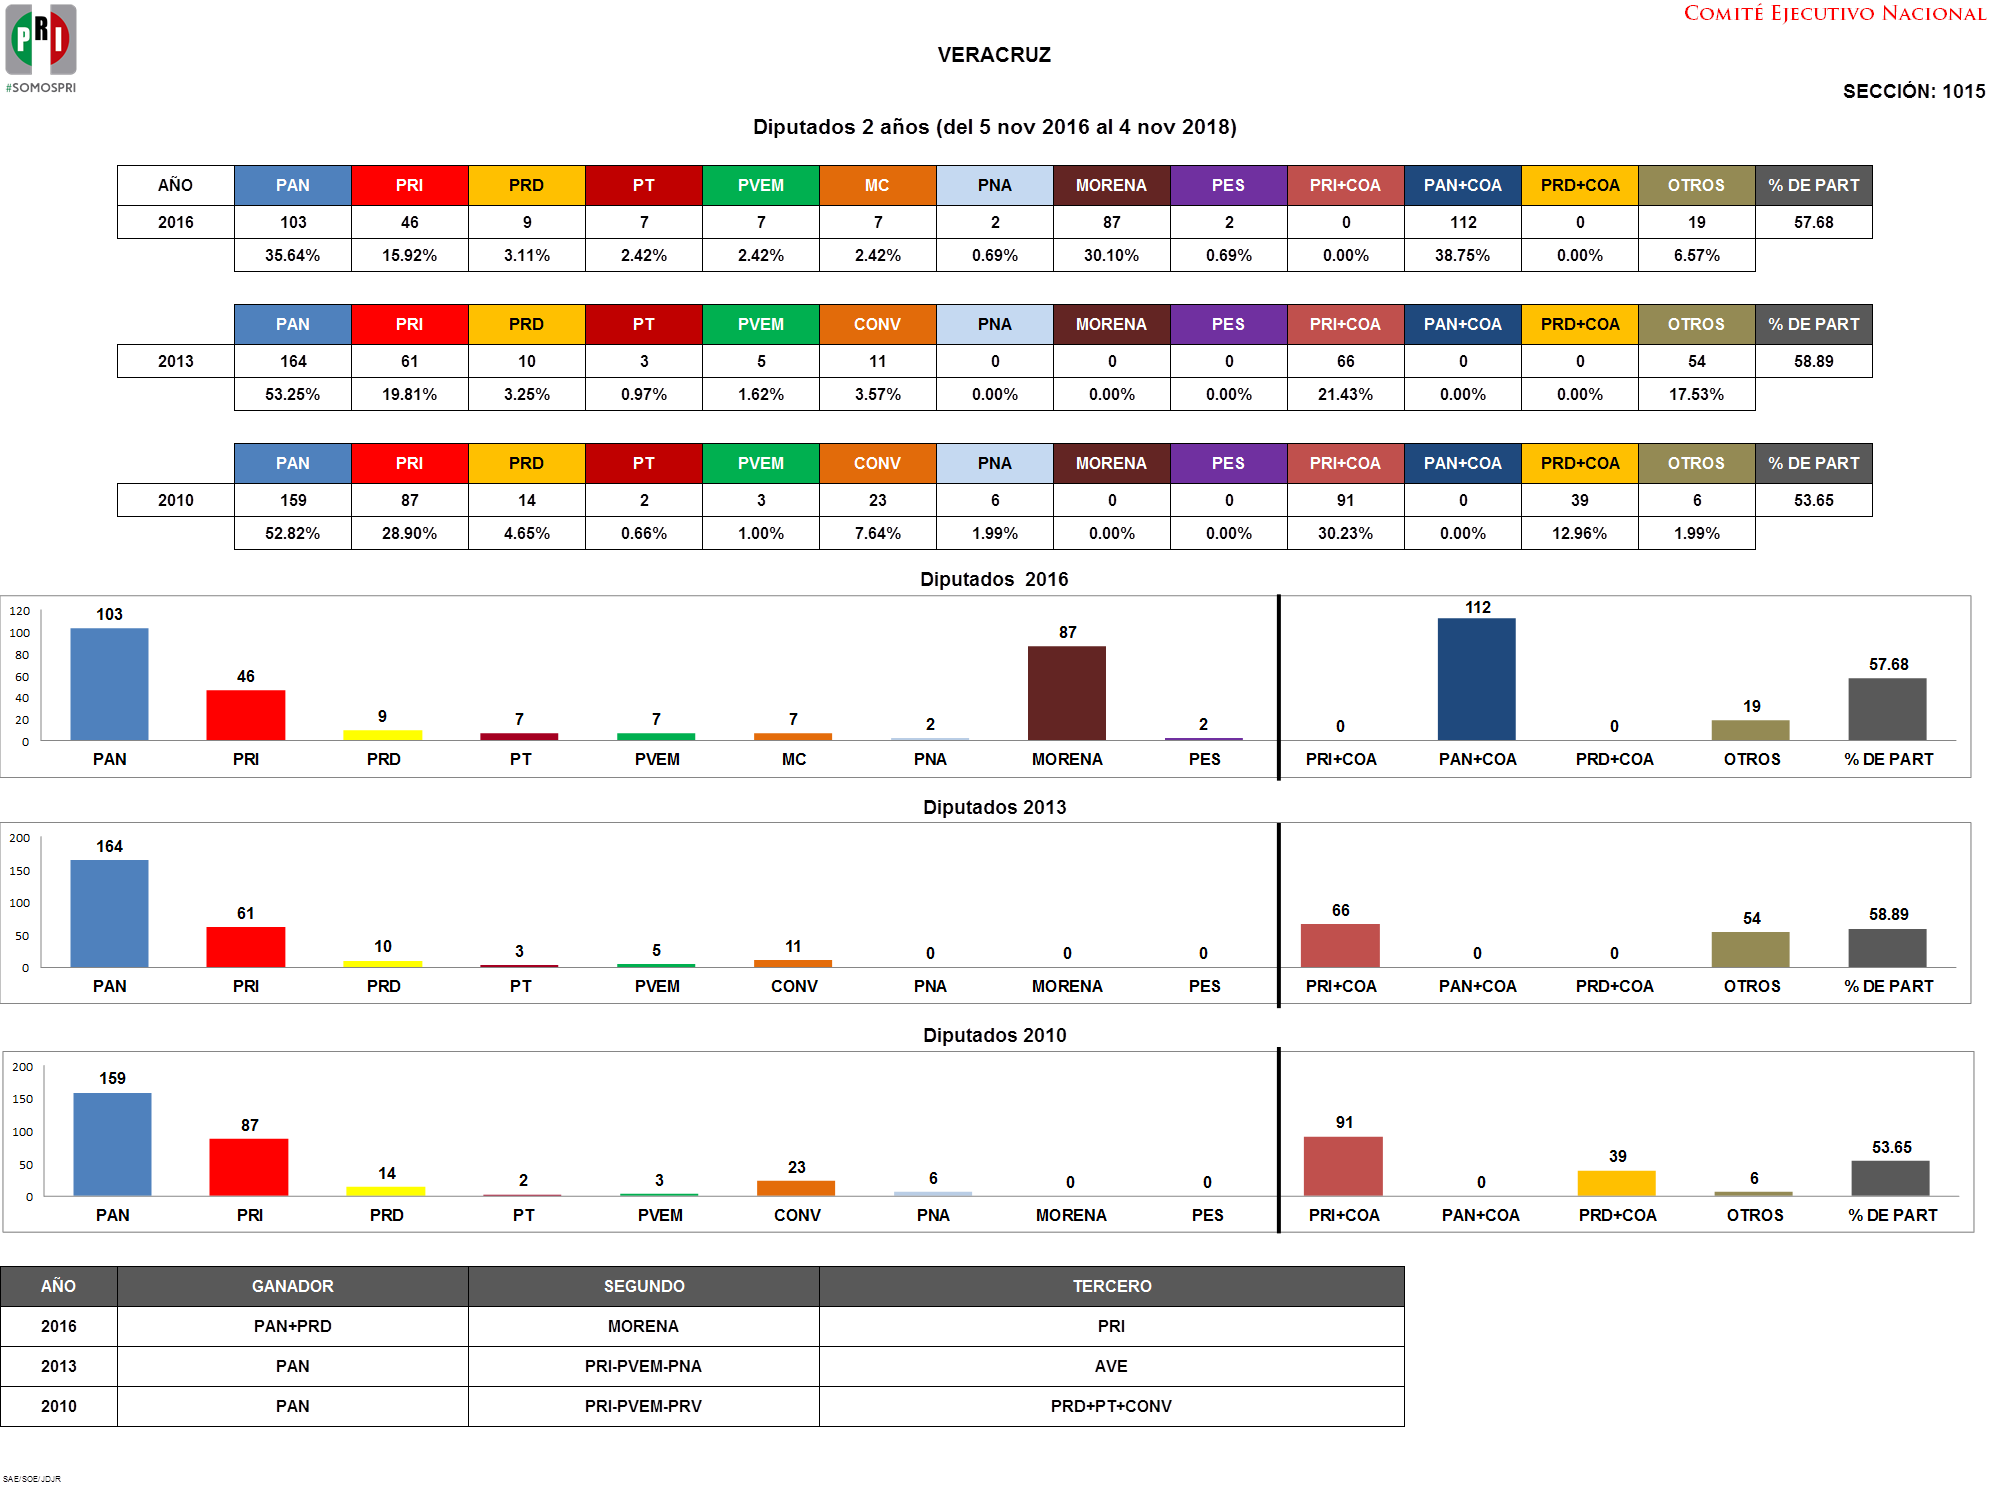 PRI
#SOMOSPRI
COMITÉ EJECUTIVO NACIONAL
VERACRUZ
SECCIÓN: 1015
Diputados 2 años (del 5 nov 2016 al 4 nov 2018)
AÑO PAN PRI PRD PT PVEM MC PNA MORENA PES PRI+COA PAN+COA PRD+COA OTROS % DE PART
2016 103 46 9 7 7 7 2 87 2 0 112 0 19 57.68
35.64% 15.92% 3.11% 2.42% 2.42% 2.42% 0.69% 30.10% 0.69% 0.00% 38.75% 0.00% 6.57%
PAN PRI PRD PT PVEM CONV PNA MORENA PES PRI+COA PAN+COA PRD+COA OTROS % DE PART
2013 164 61 10 3 5 11 0 0 0 66 0 0 54 58.89
53.25% 19.81% 3.25% 0.97% 1.62% 3.57% 0.00% 0.00% 0.00% 21.43% 0.00% 0.00% 17.53%
PAN PRI PRD PT PVEM CONV PNA MORENA PES PRI+COA PAN+COA PRD+COA OTROS % DE PART
2010 159 87 14 2 3 23 6 0 0 91 0 39 6 53.65
52.82% 28.90% 4.65% 0.66% 1.00% 7.64% 1.99% 0.00% 0.00% 30.23% 0.00% 12.96% 1.99%
Diputados 2016
120
100
80
60
40
20
0
103 46 9 7 7 7 2 87 2 0 112 0 19 57.68
PAN PRI PRD PT PVEM MC PNA MORENA PES PRI+COA PAN+COA PRD+COA OTROS % DE PART
Diputados 2013
200
150
100
50
0
164 61 10 3 5 11 0 0 0 66 0 0 54 58.89
PAN PRI PRD PT PVEM CONV PNA MORENA PES PRI+COA PAN+COA PRD+COA OTROS % DE PART
Diputados 2010
200
150
100
50
0
159 87 14 2 3 23 6 0 0 91 0 39 6 53.65
PAN PRI PRD PT PVEM CONV PNA MORENA PES PRI+COA PAN+COA PRD+COA OTROS % DE PART
AÑO GANADOR SEGUNDO TERCERO
2016 PAN+PRD MORENA PRI
2013 PAN PRI-PVEM-PNA AVE
2010 PAN PRI-PVEM-PRV PRD+PT+CONV
SAE/SOE/JDJR